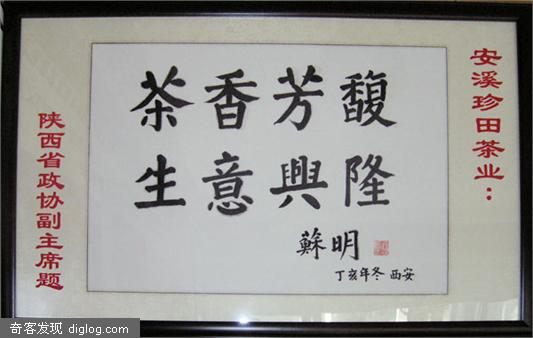 安溪珍田茶业：
茶香芳馥
生意興隆
蘇明
丁亥年冬 西安
陕西省政协副主席题
奇客发现 diglog.com